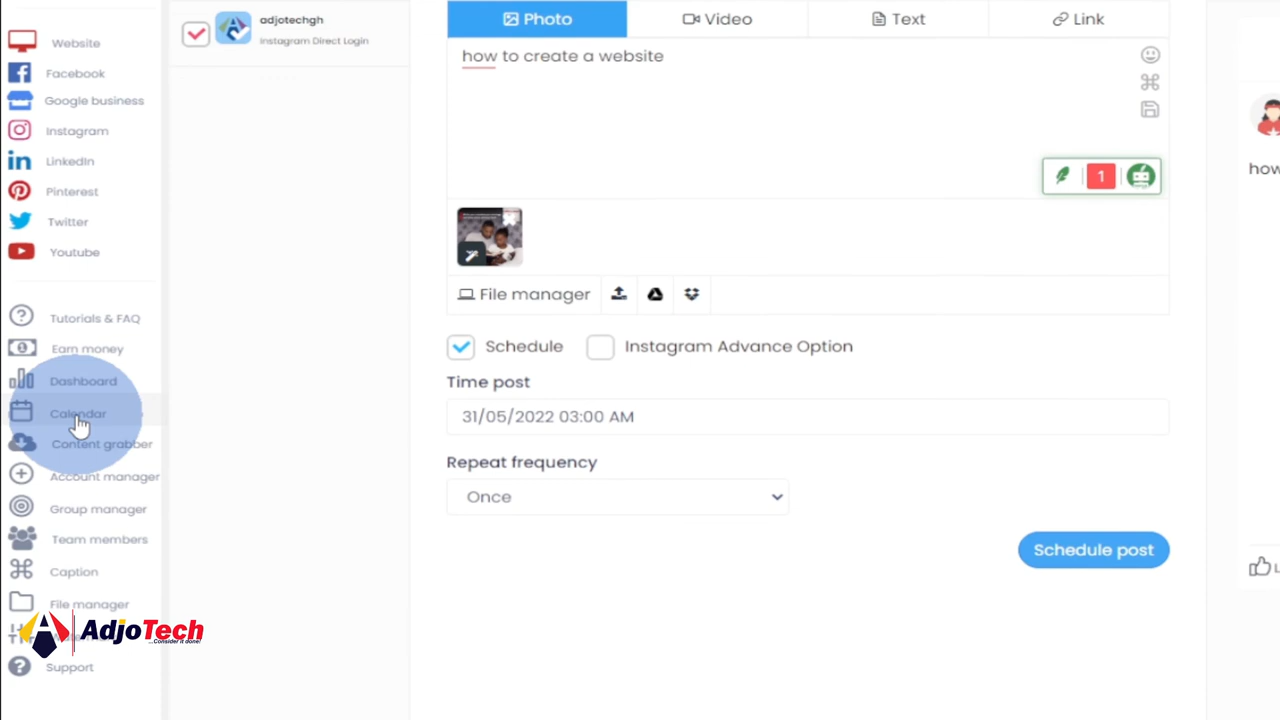 Website
Facebook
Google business
Instagram
LinkedIn
Pinterest
Twitter
Youtube
Tutorials & FAQ
Earn money
Dashboard
Calendar
Content grabber
Account manager
Group manager
Team members
Caption
File manager
AdjoTech
...Consider it done!
Support
adjotechgh
Instagram Direct Login
Photo
Video
Text
Link
how to create a website
1
File manager
Schedule
Instagram Advance Option
Time post
31/05/2022 03:00 AM
Repeat frequency
Once
Schedule post
how
L